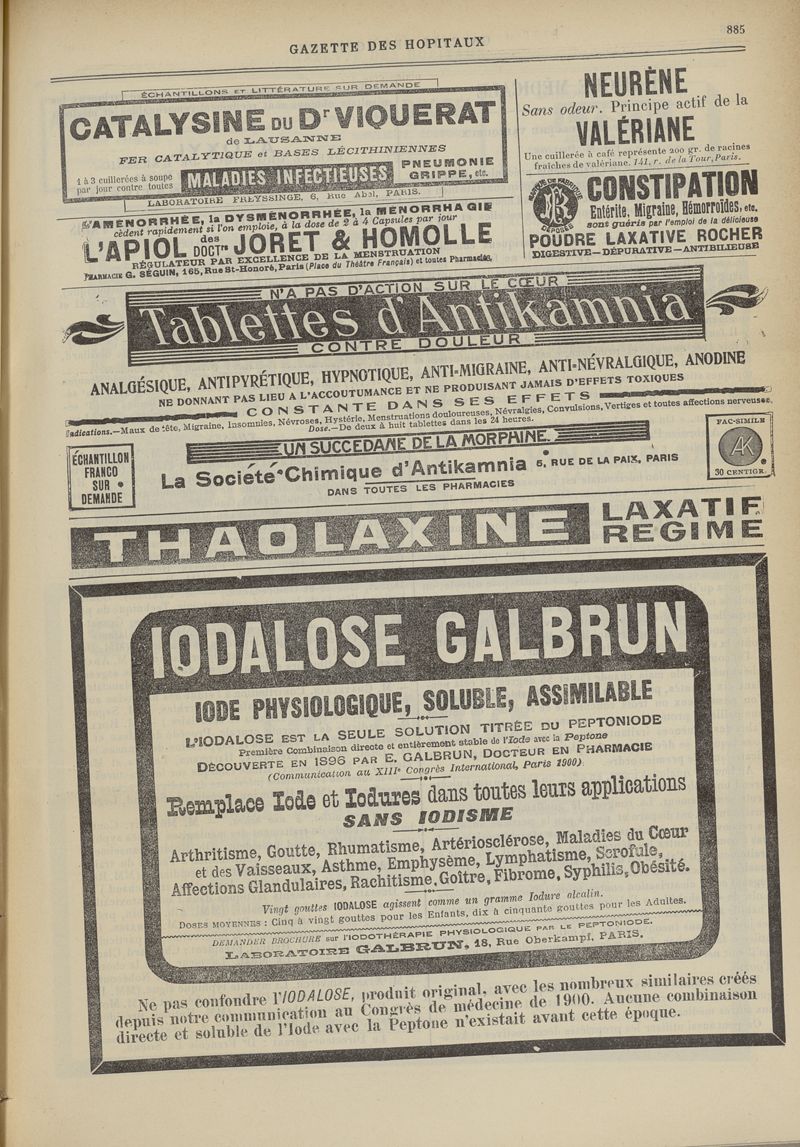 885
GAZETTE DES HOPITAUX
ÉCHANTILLONS ET LITTÉRATURE SUR DEMANDE
CATALYSINE DU Dr VIQUERAT
de LAUSANNE
FER CATALYTIQUE et BASES LÉCITHINIENNES
1 à 3 cuillerées à soupe
par jour contre toutes
MALADIES INFECTIEUSES
PNEUMONIE
GRIPPE, etc.
LABORATOIRE FREYSSINGE, 6, Rue Abel, PARIS.
NEURÈNE
Sans odeur. Principe actif de la
VALÉRIANE
Une cuillerée à café représente 200 gr. de racines
fraîches de valériane. 141, r. de la Tour, Paris.
L'AMENORRHÉE, la DYSMÉNORRHÉE, la MÉNORRHAGIE
cèdent rapidement si l'on emploie, à la dose de 2 à 4 Capsules par jour
L'APIOL des DOCTrs JORET & HOMOLLE
RÉGULATEUR PAR EXCELLENCE DE LA MENSTRUATION
PHARMACIE G. SÉGUIN, 165, Rue St-Honoré, Paris (Place du Théâtre Français) et toutes Pharmacies,
MARQUE DE FABRIQUE
DÉPOSÉE
CONSTIPATION
Entérite, Migraine, Hémorroïdes, etc.
sont guéris par l'emploi de la délicieuse
POUDRE LAXATIVE ROCHER
DIGESTIVE—DÉPURATIVE—ANTIBILIEUSE
N'A PAS D'ACTION SUR LE CŒUR
Tablettes d'Antikamnia
CONTRE DOULEUR
ANALGÉSIQUE, ANTIPYRÉTIQUE, HYPNOTIQUE, ANTI-MIGRAINE, ANTI-NÉVRALGIQUE, ANODINE
NE DONNANT PAS LIEU A L'ACCOUTUMANCE ET NE PRODUISANT JAMAIS D'EFFETS TOXIQUES
CONSTANTE DANS SES EFFETS
Indications.—Maux de tête, Migraine, Insomnies, Névroses, Hystérie, Menstruations douloureuses, Névralgies, Convulsions, Vertiges et toutes affections nerveuses.
Dose.—De deux à huit tablettes dans les 24 heures.
UN SUCCEDANE DE LA MORPHINE.
ÉCHANTILLON
FRANCO
SUR
DEMANDE
La Société Chimique d'Antikamnia 5, RUE DE LA PAIX, PARIS
DANS TOUTES LES PHARMACIES
FAC-SIMILE
AK
30 CENTIGR.
THAOLAXINE
LAXATIF
REGIME
IODALOSE GALBRUN
IODE PHYSIOLOGIQUE, SOLUBLE, ASSIMILABLE
L'IODALOSE EST LA SEULE SOLUTION TITRÉE DU PEPTONIODE
Première Combinaison directe et entièrement stable de l'Iode avec la Peptone
DÉCOUVERTE EN 1896 PAR E. GALBRUN, DOCTEUR EN PHARMACIE
(Communication au XIIIe Congrès International, Paris 1900).
Remplace Iode et Iodures dans toutes leurs applications
SANS IODISME
Arthritisme, Goutte, Rhumatisme, Artériosclérose, Maladies du Cœur
et des Vaisseaux, Asthme, Emphysème, Lymphatisme, Scrofule,
Affections Glandulaires, Rachitisme, Goître, Fibrome, Syphilis, Obésité.
Vingt gouttes IODALOSE agissent comme un gramme Iodure alcalin.
DOSES MOYENNES : Cinq à vingt gouttes pour les Enfants, dix à cinquante gouttes pour les Adultes.
DEMANDER BROCHURE sur l'IODOTHÉRAPIE PHYSIOLOGIQUE PAR LE PEPTONIODE.
LABORATOIRE GALBRUN, 18, Rue Oberkampf, PARIS.
Ne pas confondre l'IODALOSE, produit original, avec les nombreux similaires créés
depuis notre communication au Congrès de médecine de 1900. Aucune combinaison
directe et soluble de l'Iode avec la Peptone n'existait avant cette époque.